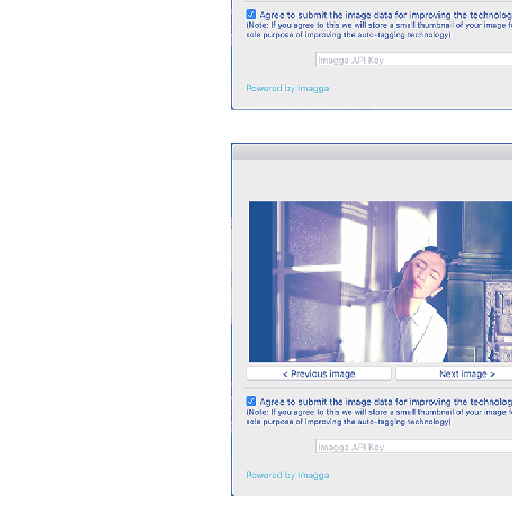 Agree to submit the image data for improving the technolog
(Note: If you agree to this we will store a small thumbnail of your image f
sole purpose of improving the auto-tagging technology)
Imagga API Key
Powered by Imagga
< Previous image
Next image >
Agree to submit the image data for improving the technolog
(Note: If you agree to this we will store a small thumbnail of your image f
sole purpose of improving the auto-tagging technology)
Imagga API Key
Powered by Imagga